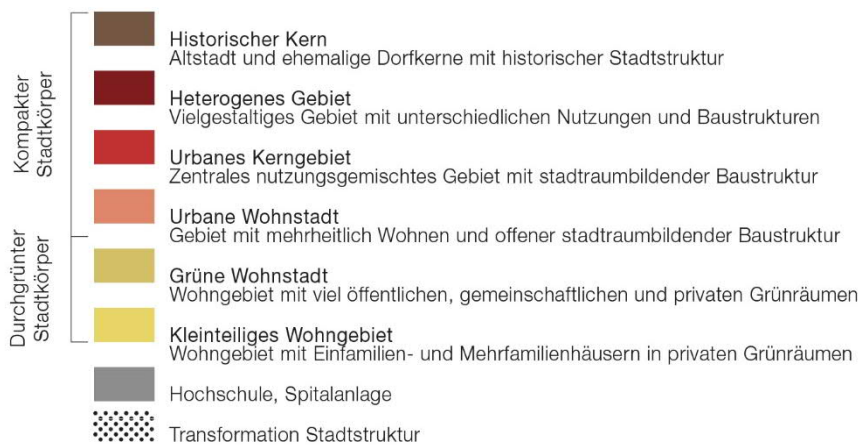 Kompakter
Stadtkörper
Historischer Kern
Altstadt und ehemalige Dorfkerne mit historischer Stadtstruktur
Heterogenes Gebiet
Vielgestaltiges Gebiet mit unterschiedlichen Nutzungen und Baustrukturen
Urbanes Kerngebiet
Zentrales nutzungsgemischtes Gebiet mit stadtraumbildender Baustruktur
Urbane Wohnstadt
Gebiet mit mehrheitlich Wohnen und offener stadtraumbildender Baustruktur
Durchgrünter
Stadtkörper
Grüne Wohnstadt
Wohngebiet mit viel öffentlichen, gemeinschaftlichen und privaten Grünräumen
Kleinteiliges Wohngebiet
Wohngebiet mit Einfamilien- und Mehrfamilienhäusern in privaten Grünräumen
Hochschule, Spitalanlage
Transformation Stadtstruktur